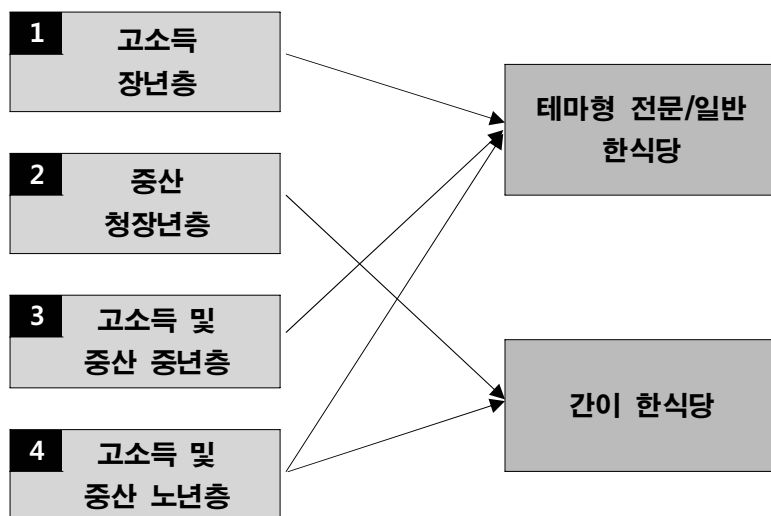 1
고소득
장년층
2
중산
청장년층
3
고소득 및
중산 중년층
4
고소득 및
중산 노년층
테마형 전문/일반
한식당
간이 한식당